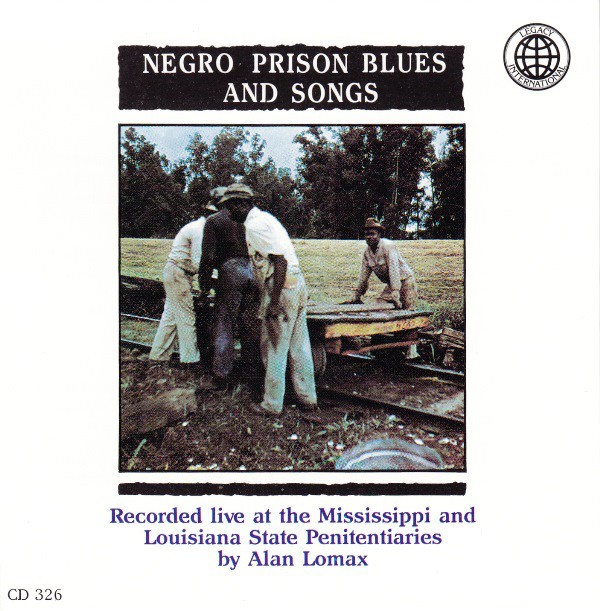 NEGRO PRISON BLUES
AND SONGS
LEGACY
INTERNATIONAL
Recorded live at the Mississippi and
Louisiana State Penitentiaries
by Alan Lomax
CD 326